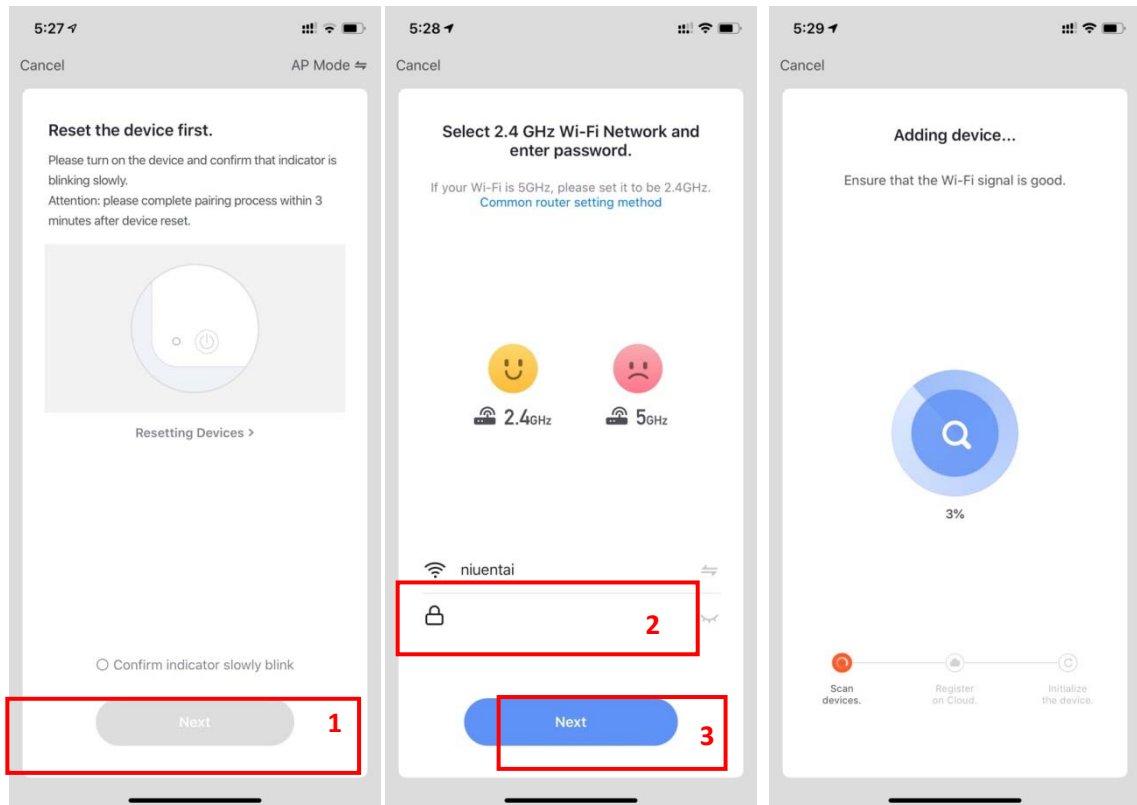 5:27
Cancel
AP Mode
Reset the device first.
Please turn on the device and confirm that indicator is
blinking slowly.
Attention: please complete pairing process within 3
minutes after device reset.
Resetting Devices >
Confirm indicator slowly blink
Next
1
5:28
Cancel
Select 2.4 GHz Wi-Fi Network and
enter password.
If your Wi-Fi is 5GHz, please set it to be 2.4GHz.
Common router setting method
2.4GHz
5GHz
niuentai
2
Next
3
5:29
Cancel
Adding device...
Ensure that the Wi-Fi signal is good.
3%
Scan
devices.
Register
on Cloud.
Initialize
the device.